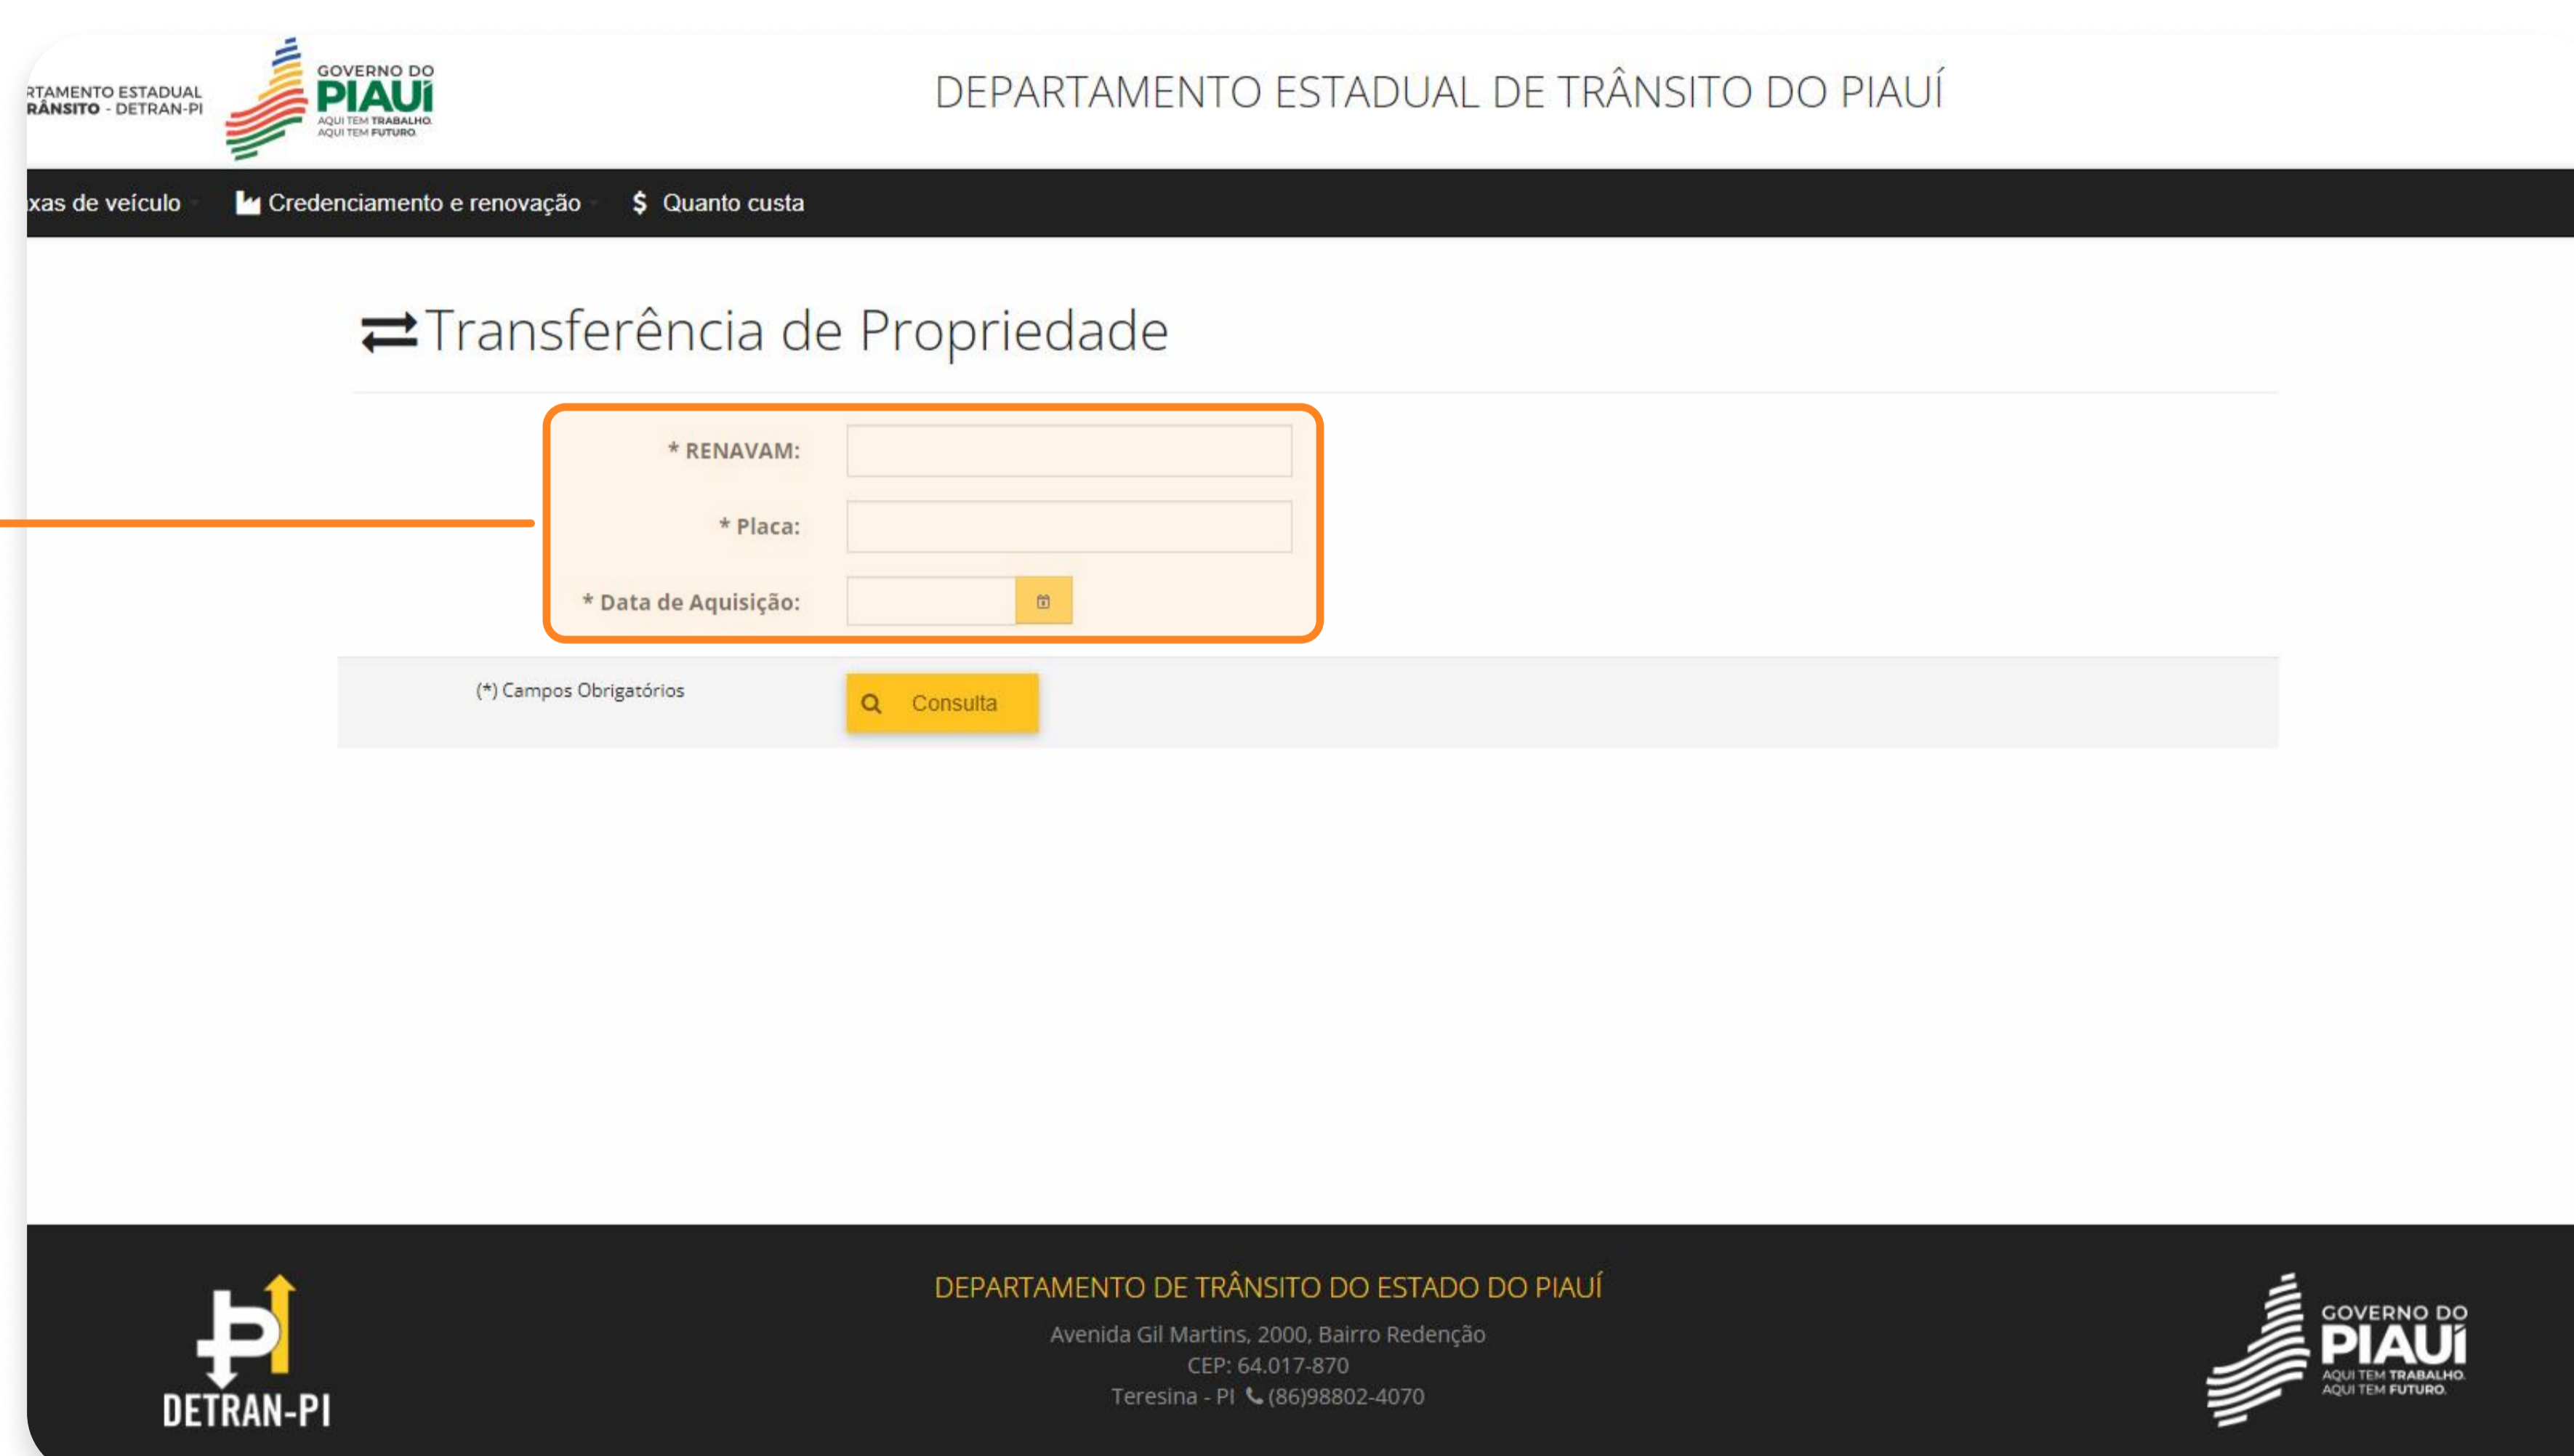 RTAMENTO ESTADUAL
RÂNSITO - DETRAN-PI
GOVERNO DO
PIAUÍ
AQUI TEM TRABALHO.
AQUI TEM FUTURO.
DEPARTAMENTO ESTADUAL DE TRÂNSITO DO PIAUÍ
xas de veículo
Credenciamento e renovação
$ Quanto custa
Transferência de Propriedade
* RENAVAM:
* Placa:
* Data de Aquisição:
(*) Campos Obrigatórios
Consulta
DETRAN-PI
DEPARTAMENTO DE TRÂNSITO DO ESTADO DO PIAUÍ
Avenida Gil Martins, 2000, Bairro Redenção
CEP: 64.017-870
Teresina - PI (86)98802-4070
GOVERNO DO
PIAUÍ
AQUI TEM TRABALHO.
AQUI TEM FUTURO.